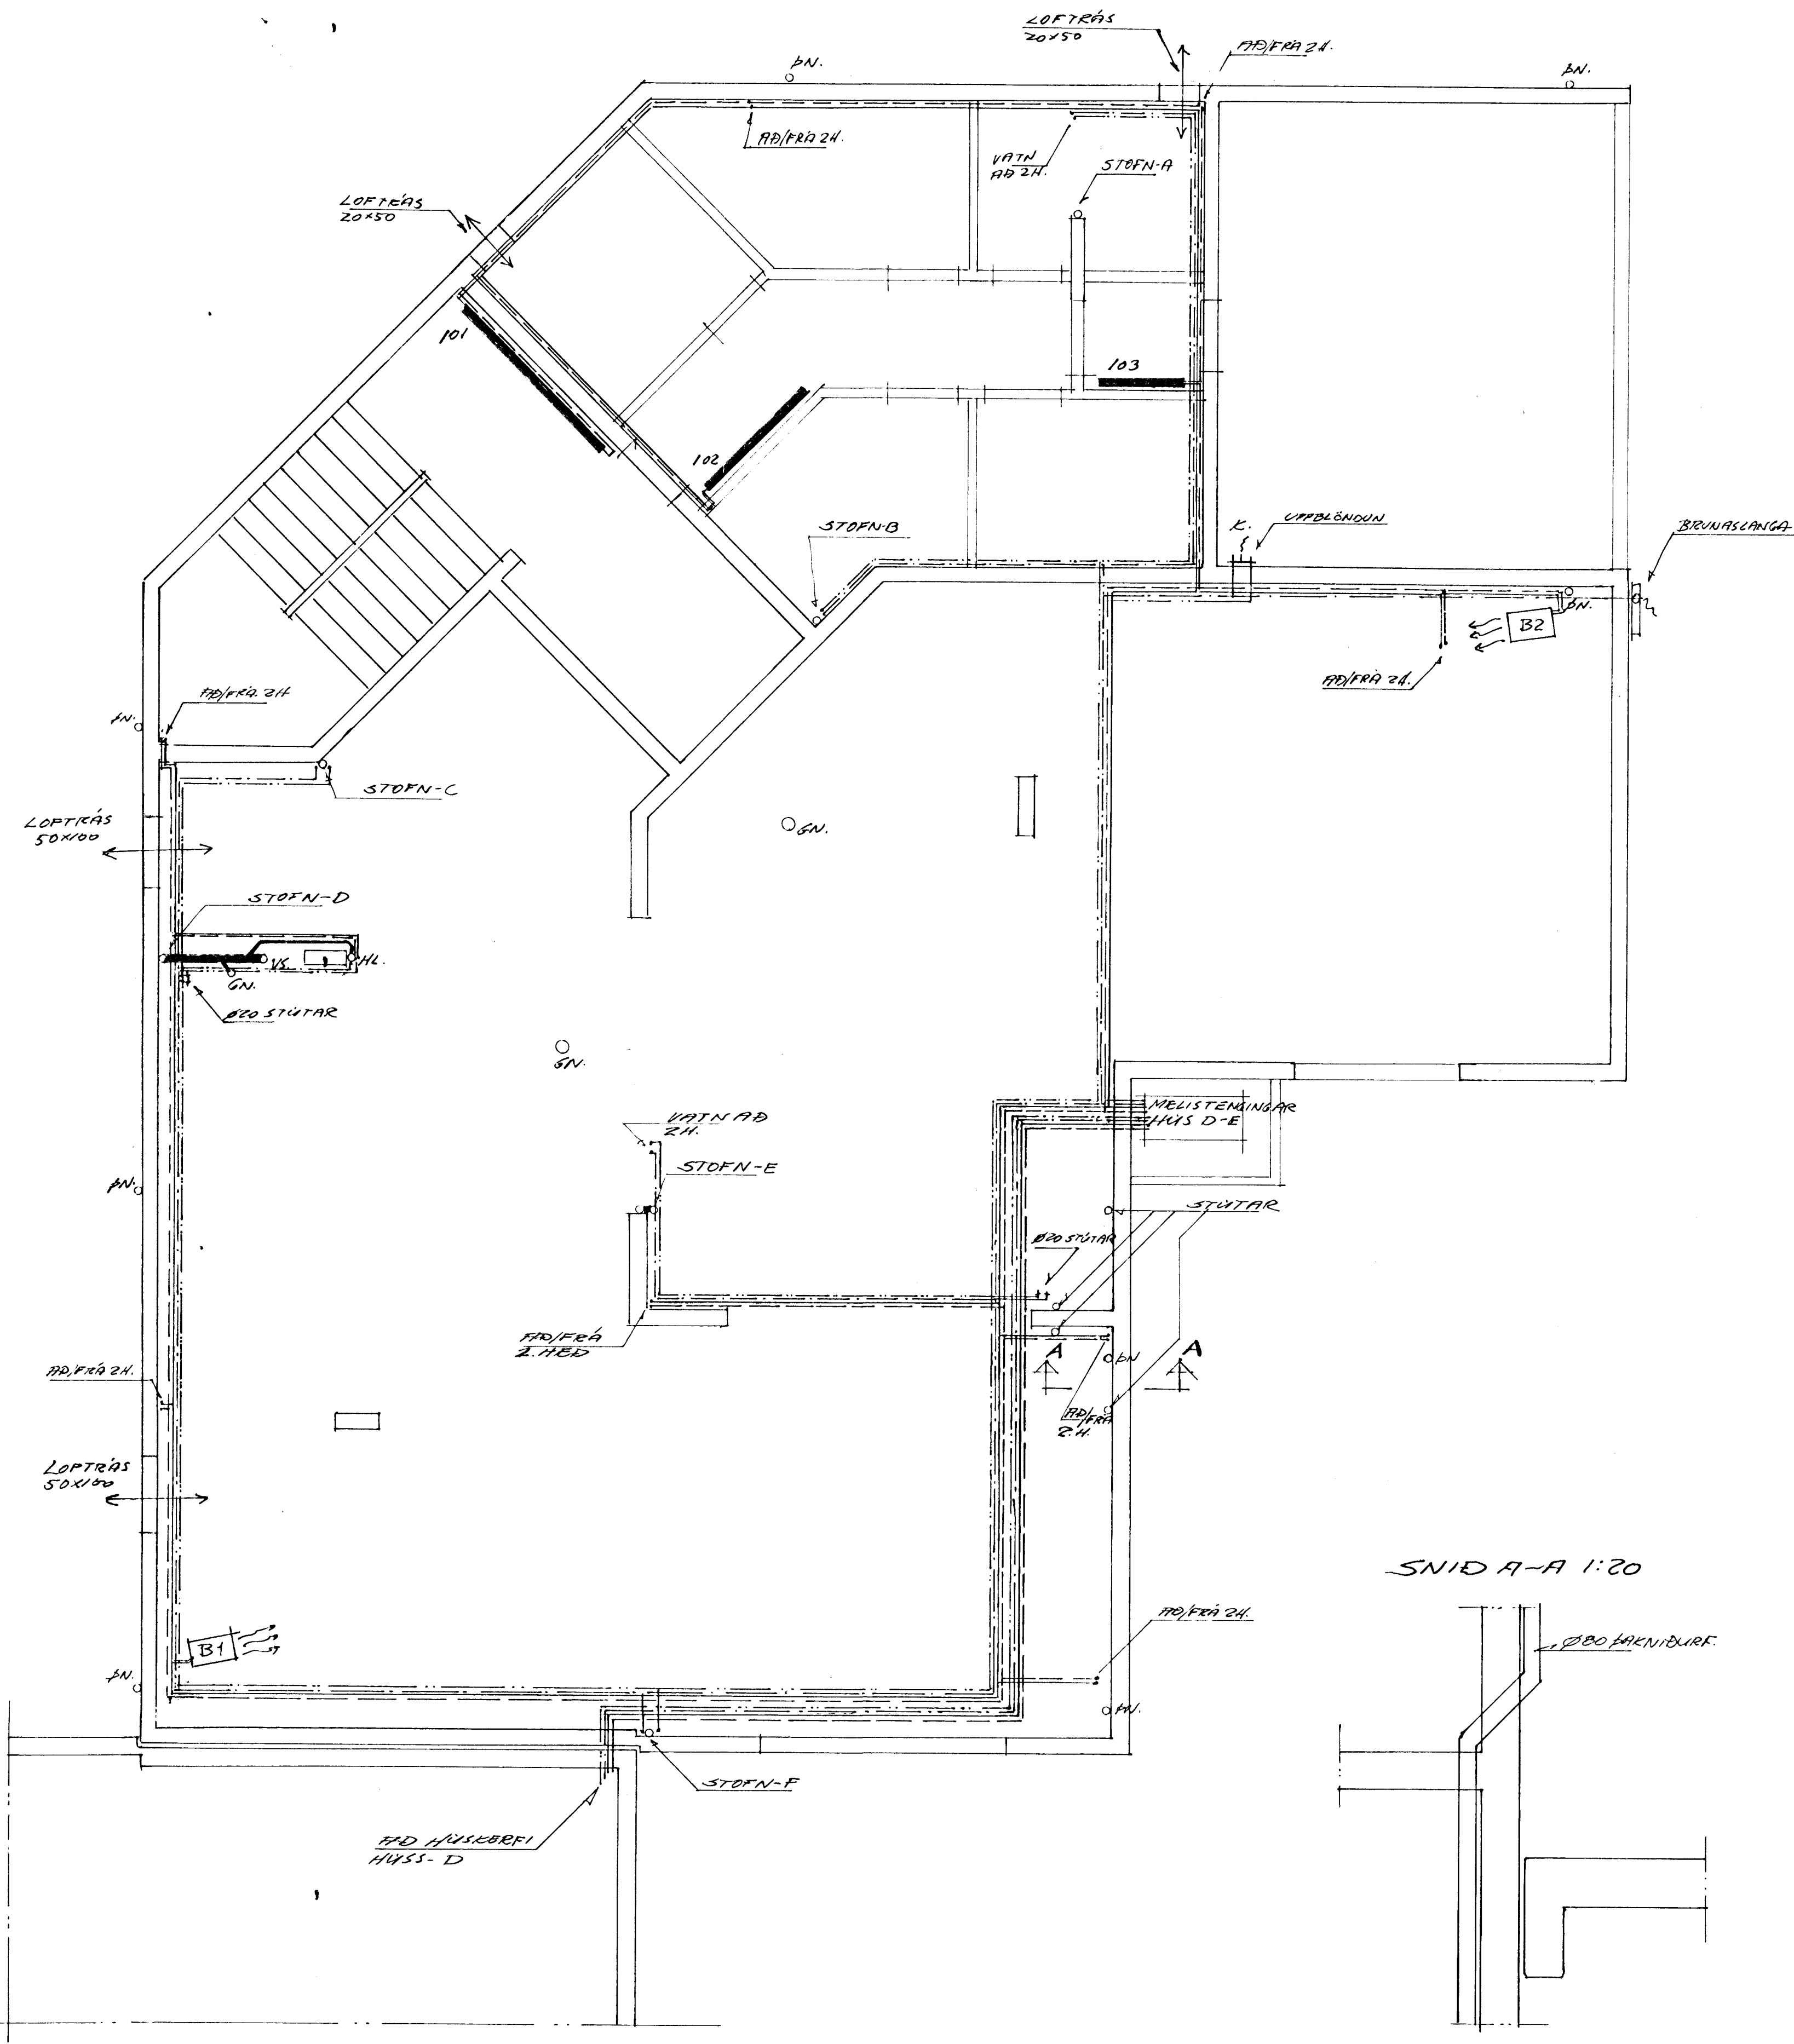 LOFTRÁS
20×50
AÐ/FRÁ 2H.
ÞN.
ÞN.
AÐ/FRÁ 2H.
VATN
AÐ 2H.
STOFN-A
LOFTRÁS
20×50
101
103
102
STOFN-B
K.
UPPBLÖNDUN
BRUNASLANGA
ÞN.
B2
AÐ/FRÁ 2H.
AÐ/FRÁ 2H
ÞN.
STOFN-C
LOFTRÁS
50×100
GN.
STOFN-D
VS.
HL.
GN.
Ø20 STÚTAR
GN.
MELISTENGINGAR
HÚS D-E
VATN AÐ
2H.
STOFN-E
ÞN.
STÚTAR
Ø20 STÚTAR
AÐ/FRÁ
2.HÆÐ
A
A
ÞN
AÐ/FRÁ 2H.
AÐ/FRÁ
2.H.
LOFTRÁS
50×100
SNIÐ A-A 1:20
AÐ/FRÁ 2H.
Ø80 ÞAKNIÐURF.
B1
ÞN.
ÞN.
STOFN-F
AÐ HÚSKERFI
HÚSS-D